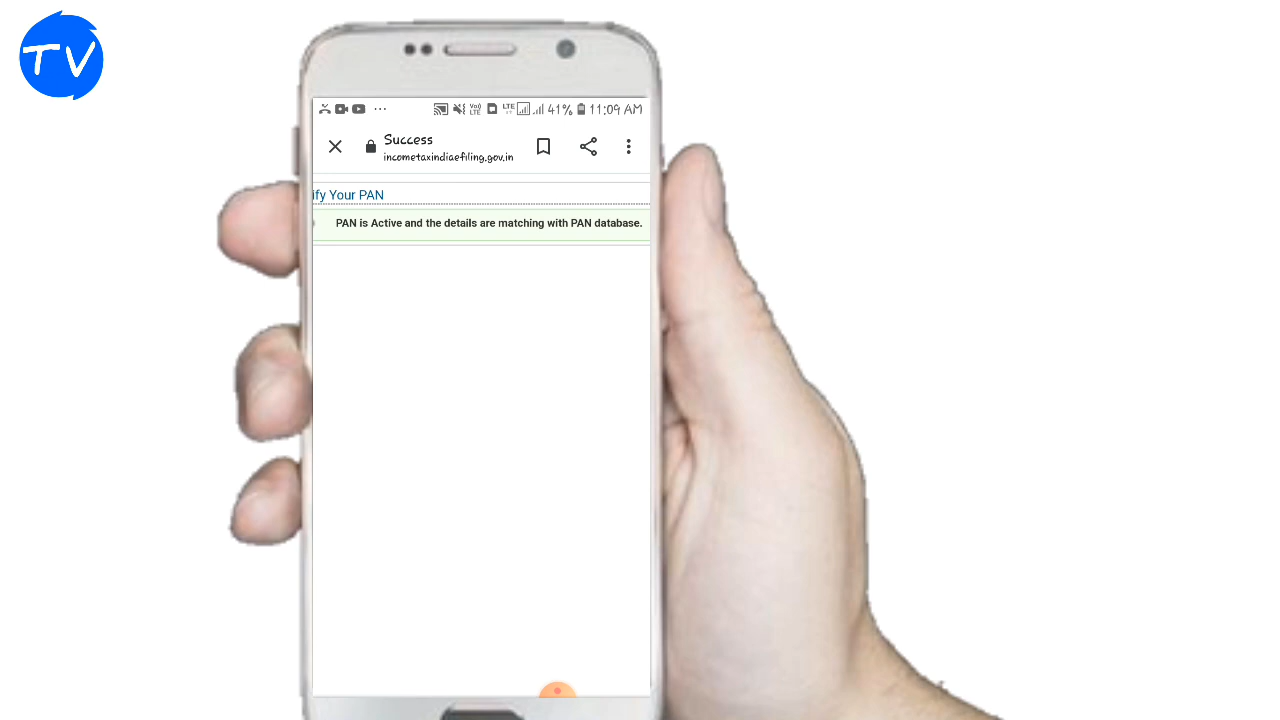 TV
LTE 41% 11:09 AM
Success
incometaxindiaefiling.gov.in
ify Your PAN
PAN is Active and the details are matching with PAN database.